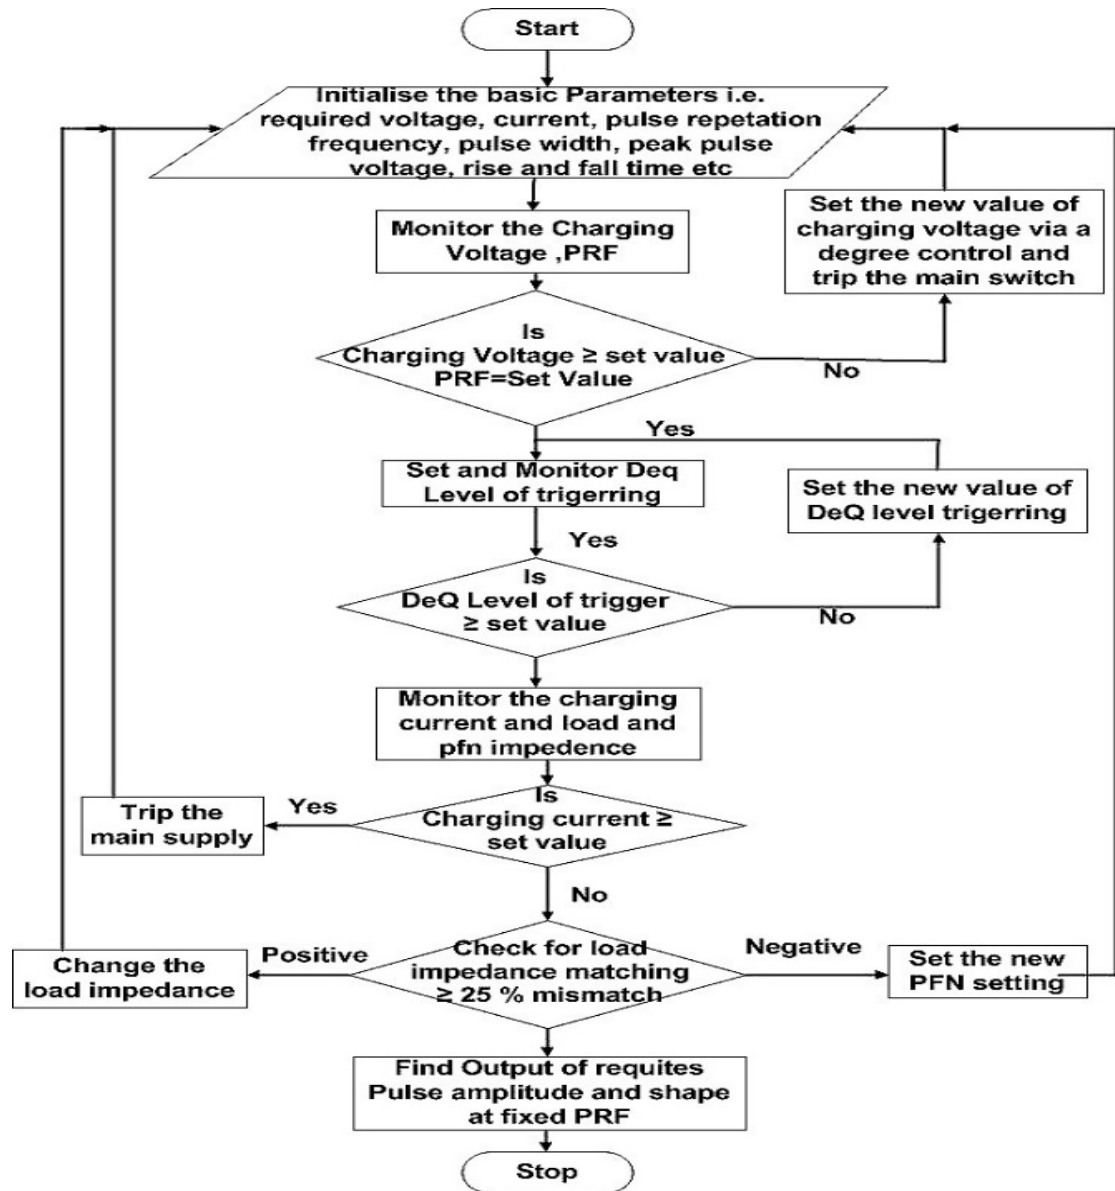 Start
Initialise the basic Parameters i.e.
required voltage, current, pulse repetation
frequency, pulse width, peak pulse
voltage, rise and fall time etc
Monitor the Charging
Voltage ,PRF
Set the new value of
charging voltage via a
degree control and
trip the main switch
Is
Charging Voltage ≥ set value
PRF=Set Value
No
Yes
Set and Monitor Deq
Level of trigerring
Set the new value of
DeQ level trigerring
Yes
Is
DeQ Level of trigger
≥ set value
No
Monitor the charging
current and load and
pfn impedence
Is
Charging current ≥
set value
Yes
Trip the
main supply
No
Check for load
impedance matching
≥ 25 % mismatch
Positive
Change the
load impedance
Negative
Set the new
PFN setting
Find Output of requites
Pulse amplitude and shape
at fixed PRF
Stop